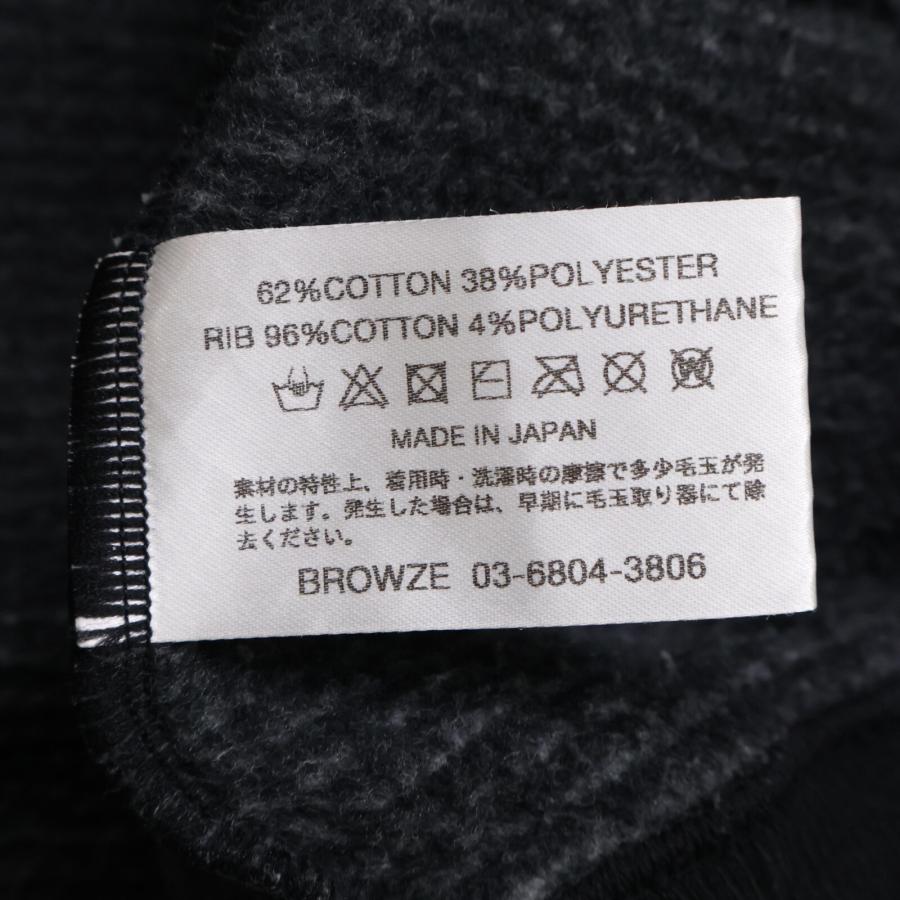 62%COTTON 38%POLYESTER
RIB 96%COTTON 4%POLYURETHANE
MADE IN JAPAN
素材の特性上、着用時・洗濯時の摩擦で多少毛玉が発
生します。発生した場合は、早期に毛玉取り器にて除
去ください。
BROWZE 03-6804-3806